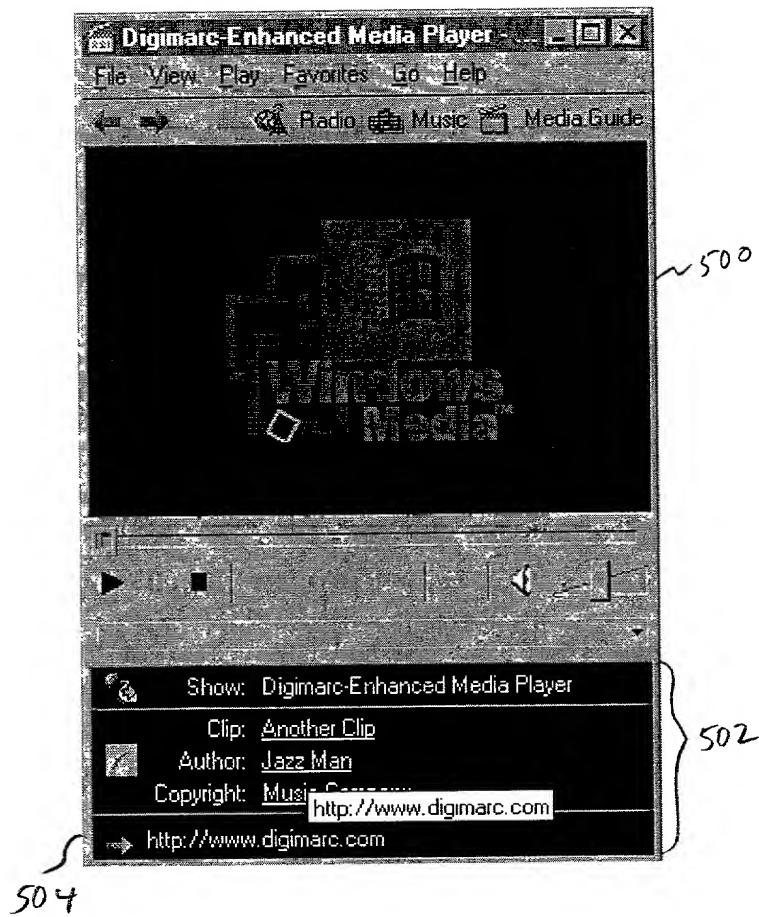 Digimarc-Enhanced Media Player -
File View Play Favorites Go Help
Radio Music Media Guide
500
Windows
Media™
Show: Digimarc-Enhanced Media Player
Clip: Another Clip
502
Author: Jazz Man
Copyright: Music
http://www.digimarc.com
http://www.digimarc.com
504